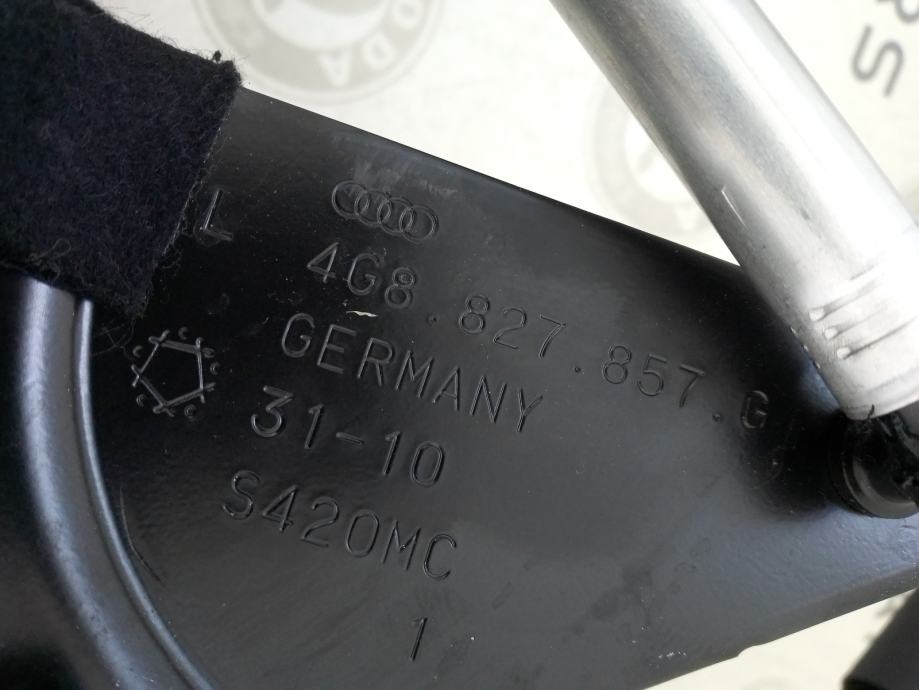 L
4G8.827.857.G
GERMANY
31-10
S420MC
1